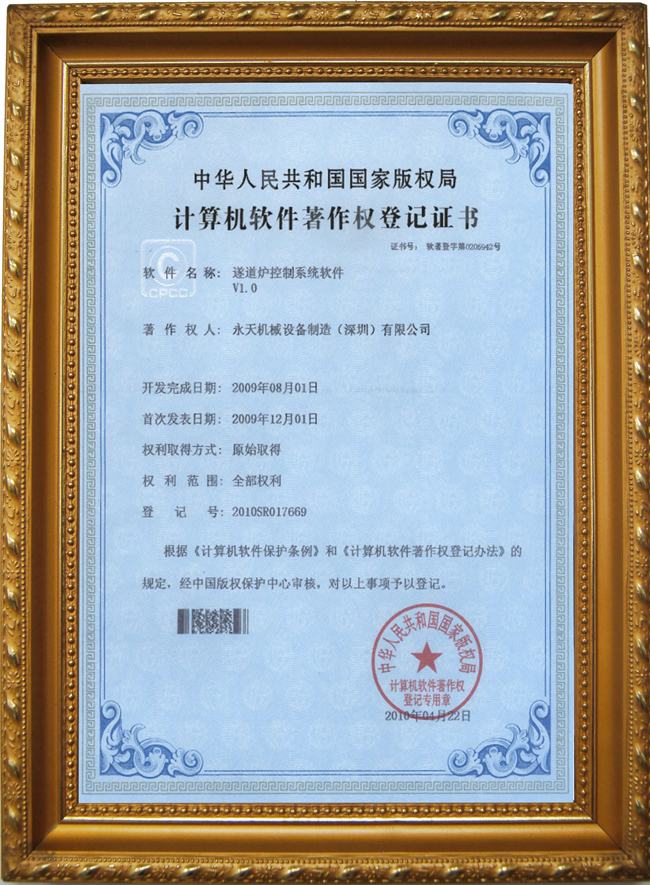 中华人民共和国国家版权局
计算机软件著作权登记证书
证书号: 软著登字第0205942号
CPCC
软件名称: 遂道炉控制系统软件
V1.0
著作权人: 永天机械设备制造（深圳）有限公司
开发完成日期: 2009年08月01日
首次发表日期: 2009年12月01日
权利取得方式: 原始取得
权利范围: 全部权利
登记号: 2010SR017669
根据《计算机软件保护条例》和《计算机软件著作权登记办法》的
规定，经中国版权保护中心审核，对以上事项予以登记。
中华人民共和国国家版权局
计算机软件著作权
登记专用章
2010年04月22日